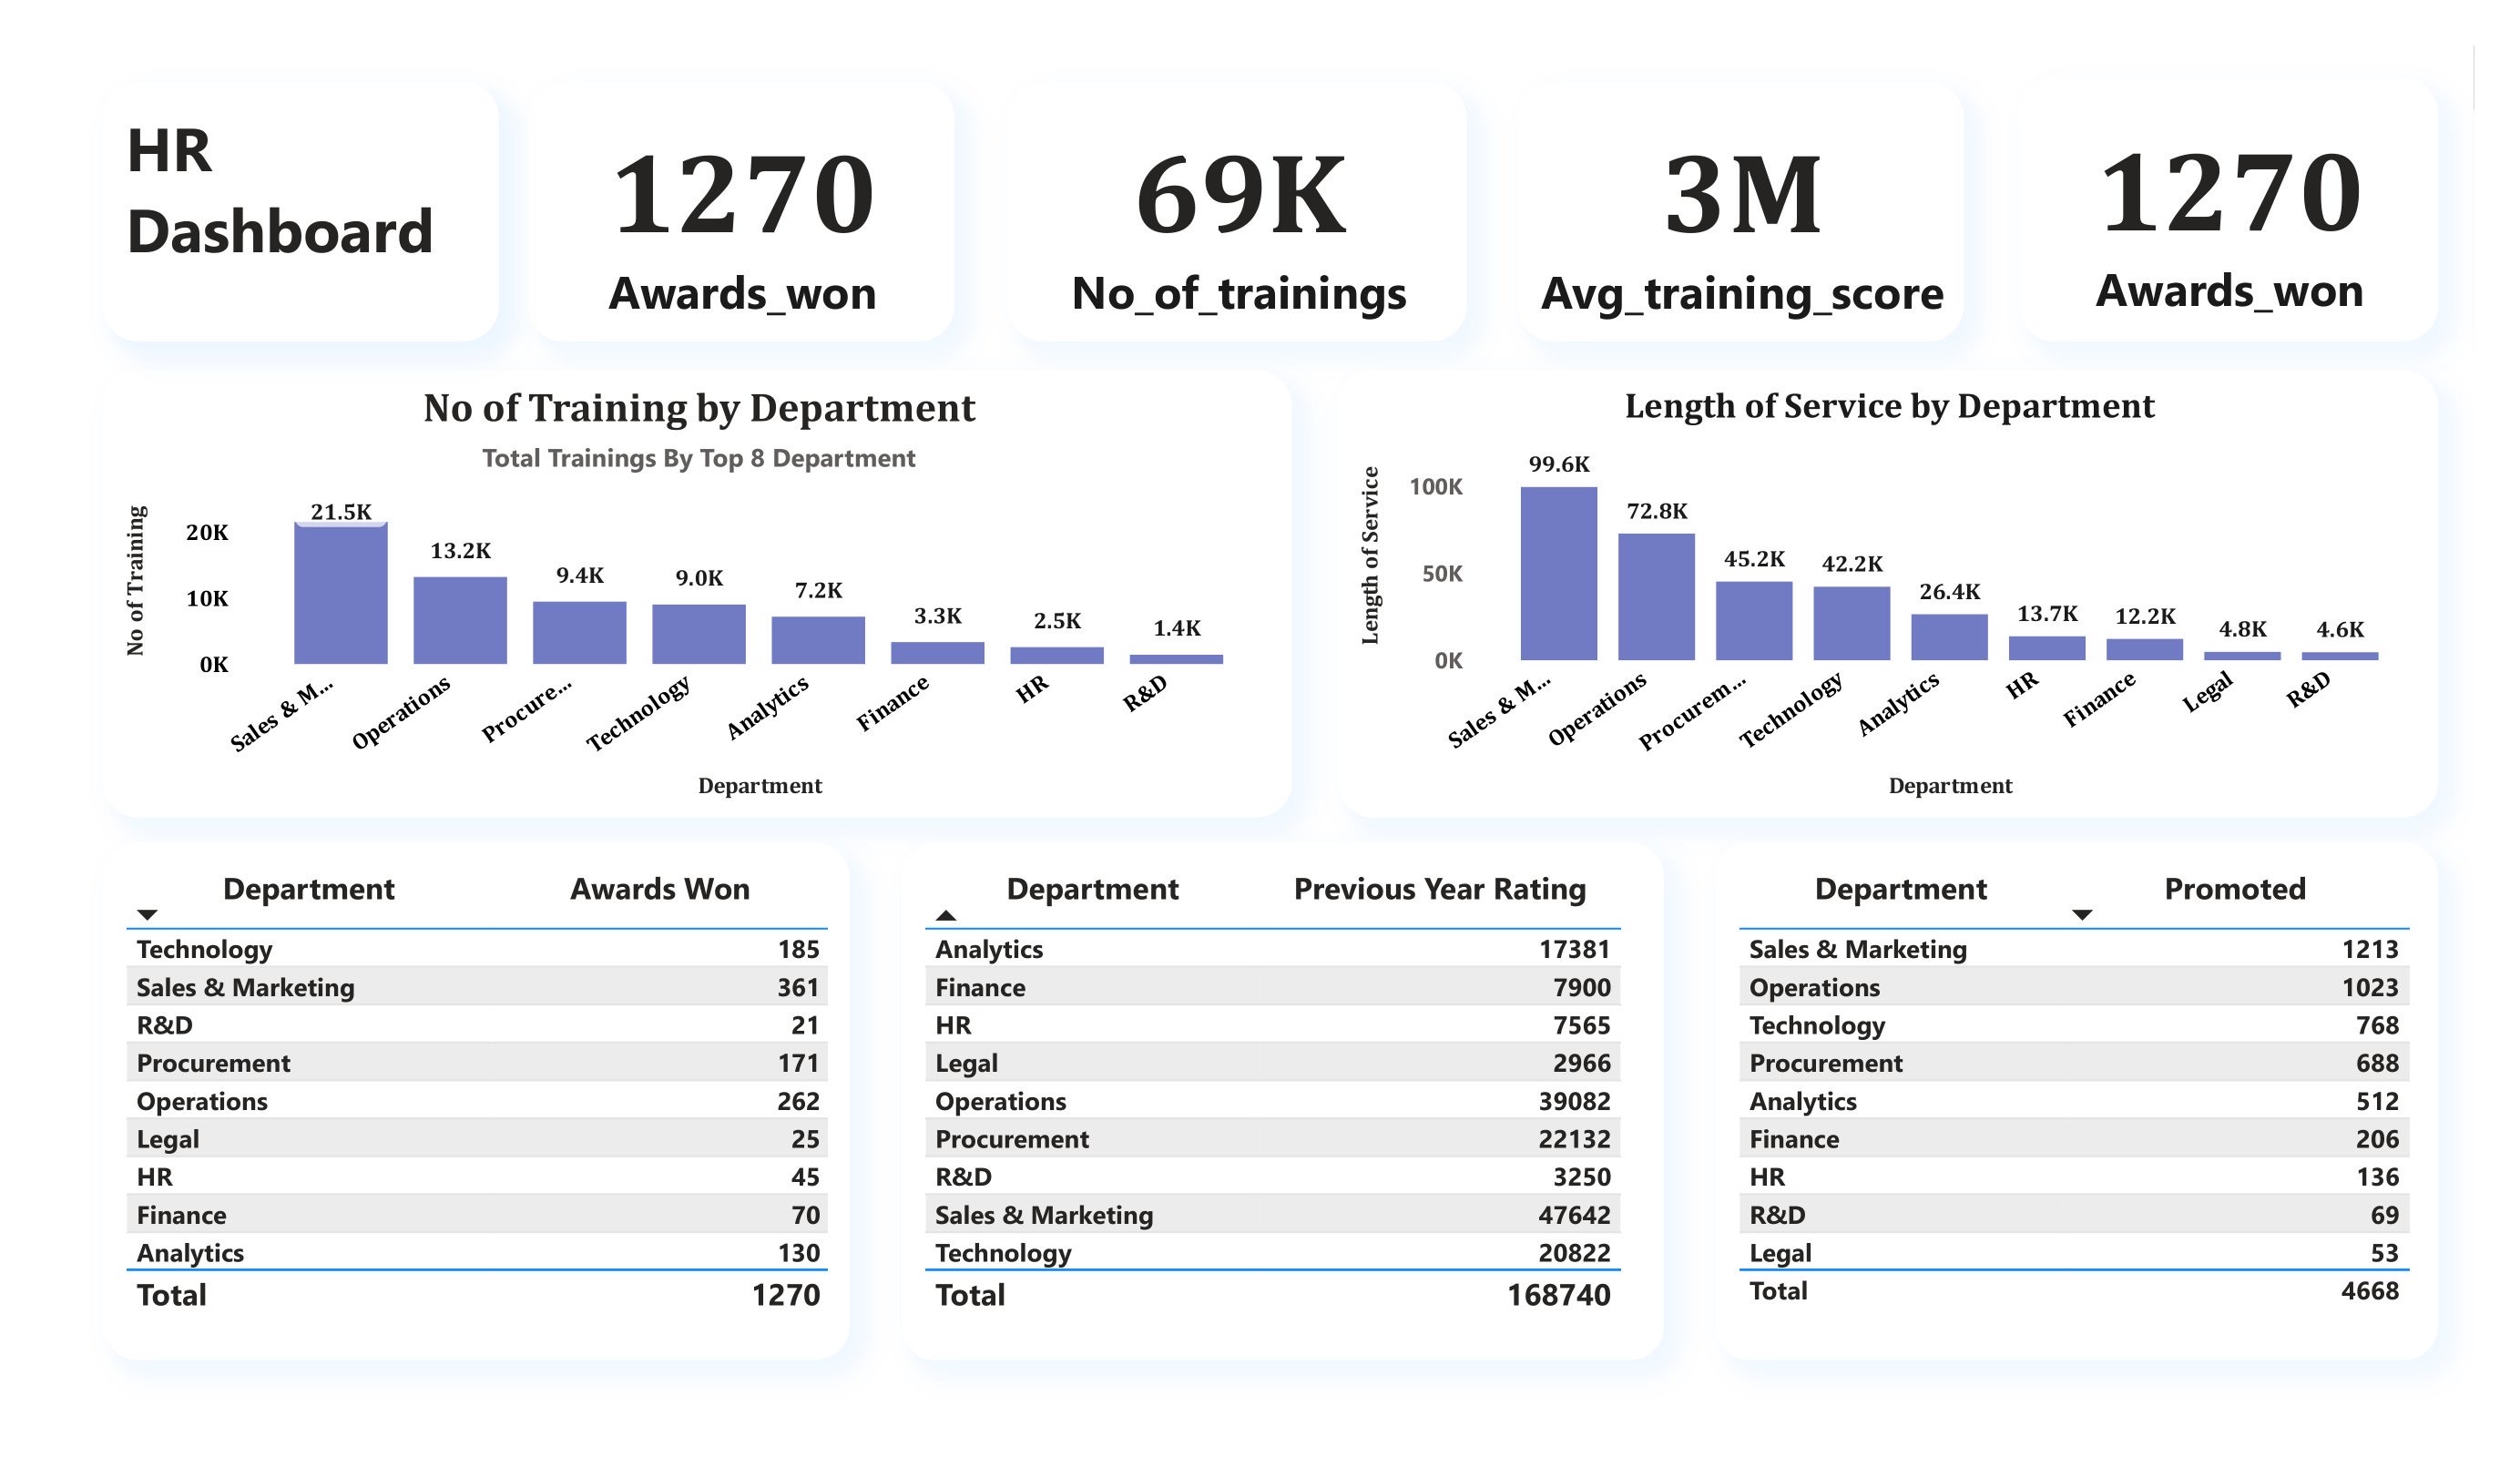 HR
Dashboard
1270
Awards_won
69K
No_of_trainings
3M
Avg_training_score
1270
Awards_won
No of Training by Department
Total Trainings By Top 8 Department
No of Training
20K
10K
0K
21.5K
13.2K
9.4K
9.0K
7.2K
3.3K
2.5K
1.4K
Sales & M...
Operations
Procure...
Technology
Analytics
Finance
HR
R&D
Department
Length of Service by Department
Length of Service
100K
50K
0K
99.6K
72.8K
45.2K
42.2K
26.4K
13.7K
12.2K
4.8K
4.6K
Sales & M...
Operations
Procurem...
Technology
Analytics
HR
Finance
Legal
R&D
Department
Department Awards Won
Technology 185
Sales & Marketing 361
R&D 21
Procurement 171
Operations 262
Legal 25
HR 45
Finance 70
Analytics 130
Total 1270
Department Previous Year Rating
Analytics 17381
Finance 7900
HR 7565
Legal 2966
Operations 39082
Procurement 22132
R&D 3250
Sales & Marketing 47642
Technology 20822
Total 168740
Department Promoted
Sales & Marketing 1213
Operations 1023
Technology 768
Procurement 688
Analytics 512
Finance 206
HR 136
R&D 69
Legal 53
Total 4668